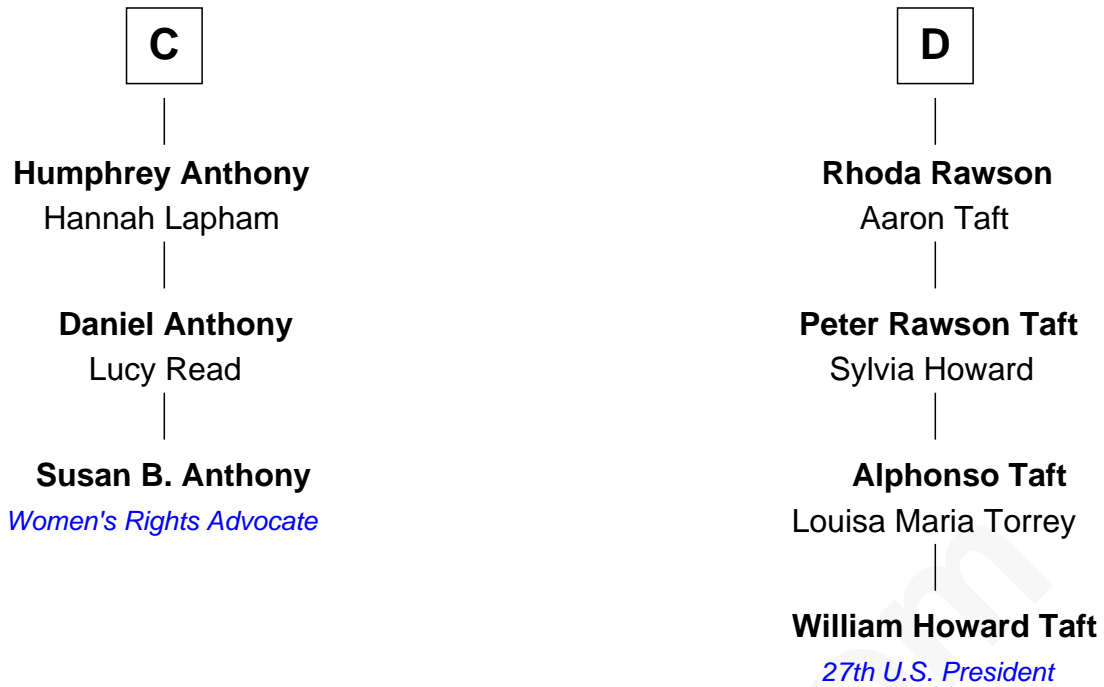 C
Humphrey Anthony
Hannah Lapham
Daniel Anthony
Lucy Read
Susan B. Anthony
Women's Rights Advocate
D
Rhoda Rawson
Aaron Taft
Peter Rawson Taft
Sylvia Howard
Alphonso Taft
Louisa Maria Torrey
William Howard Taft
27th U.S. President